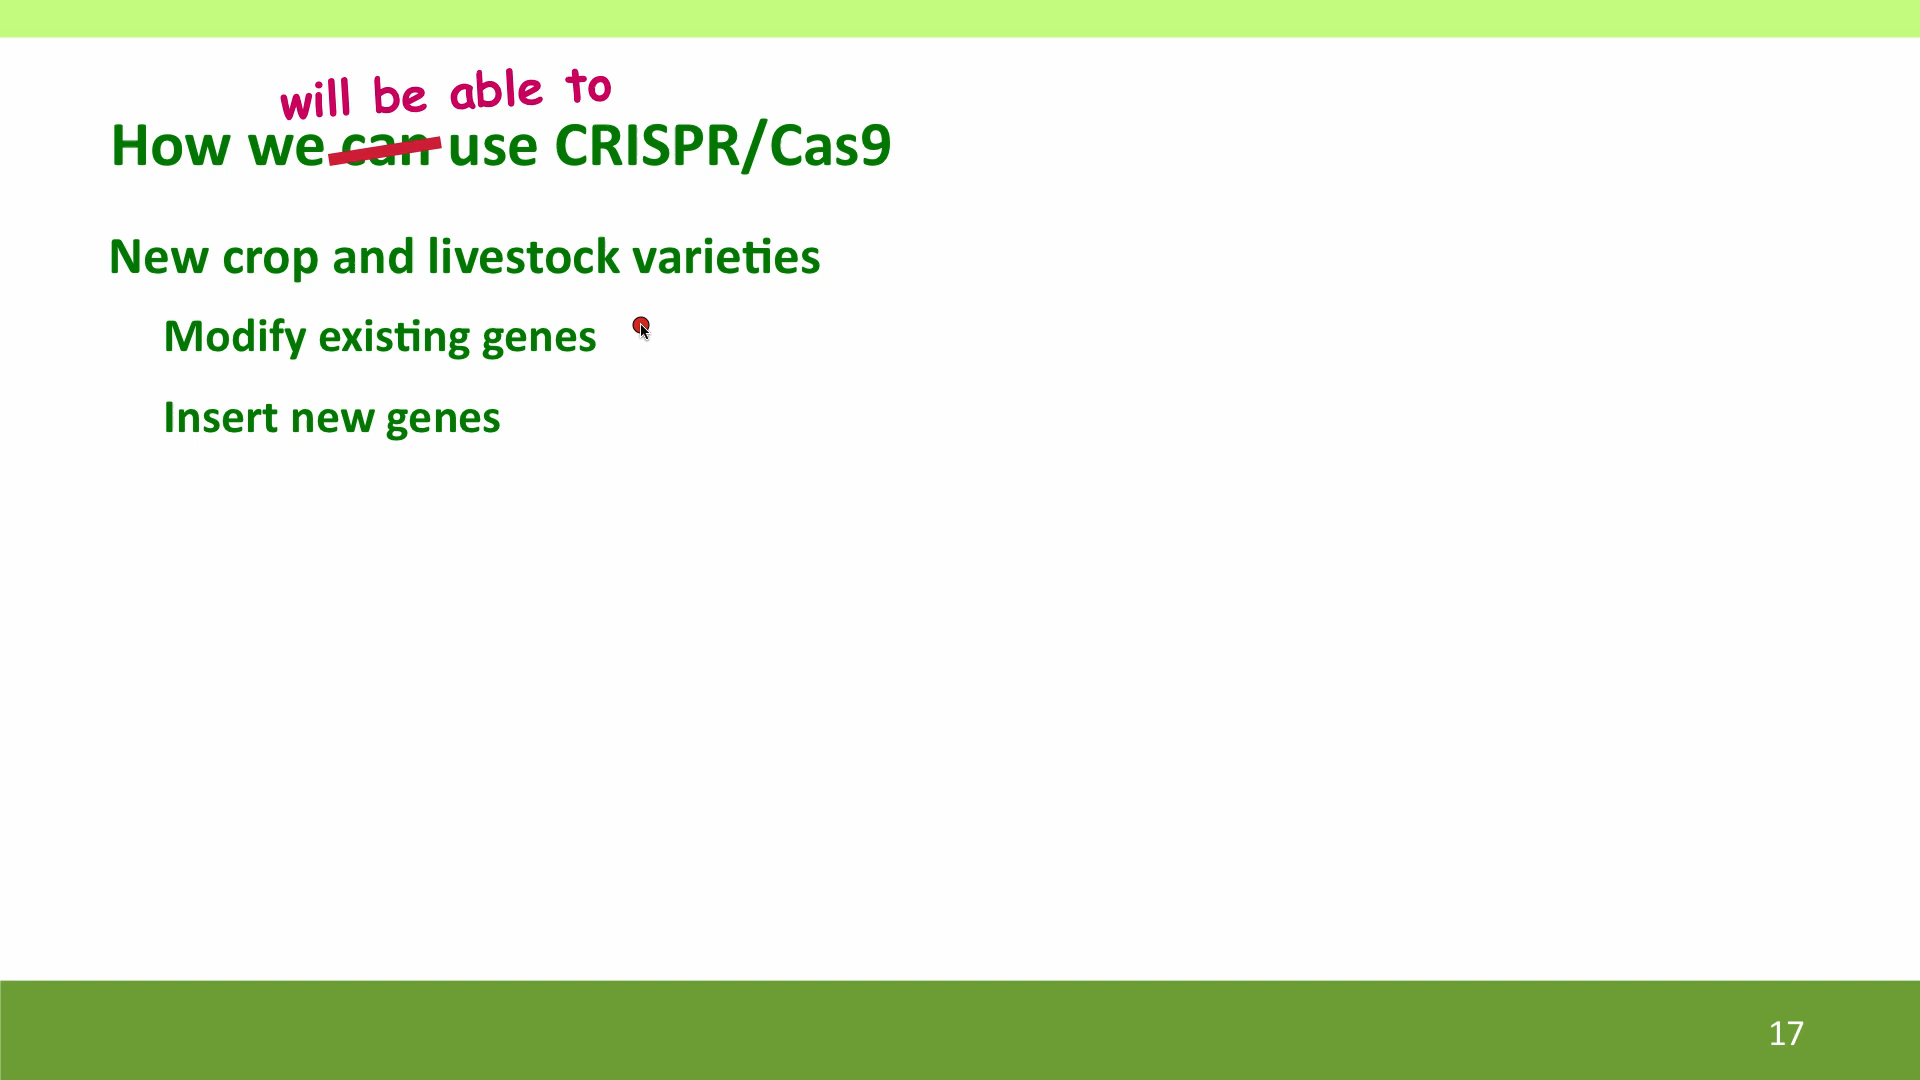 will be able to
How we can use CRISPR/Cas9
New crop and livestock varieties
Modify existing genes
Insert new genes
17